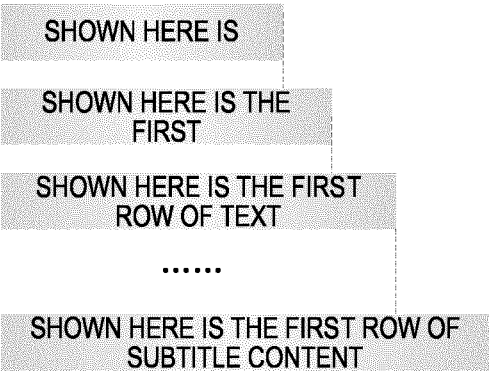 SHOWN HERE IS
SHOWN HERE IS THE
FIRST
SHOWN HERE IS THE FIRST
ROW OF TEXT
......
SHOWN HERE IS THE FIRST ROW OF
SUBTITLE CONTENT